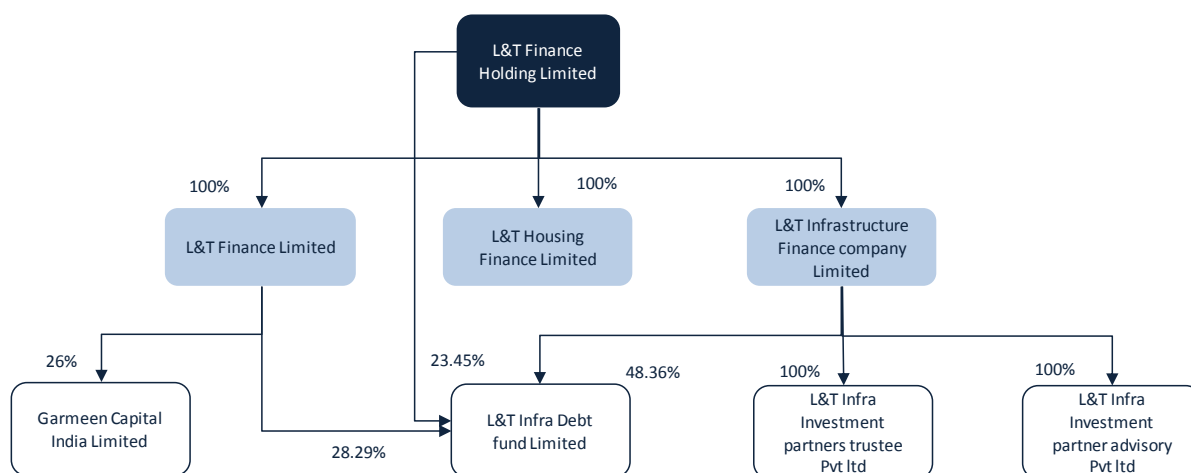 L&T Finance
Holding Limited
100%
100%
100%
L&T Finance Limited
L&T Housing
Finance Limited
L&T Infrastructure
Finance company
Limited
26%
23.45%
48.36%
100%
100%
Garmeen Capital
India Limited
L&T Infra Debt
fund Limited
L&T Infra
Investment
partners trustee
Pvt ltd
L&T Infra
Investment
partner advisory
Pvt ltd
28.29%